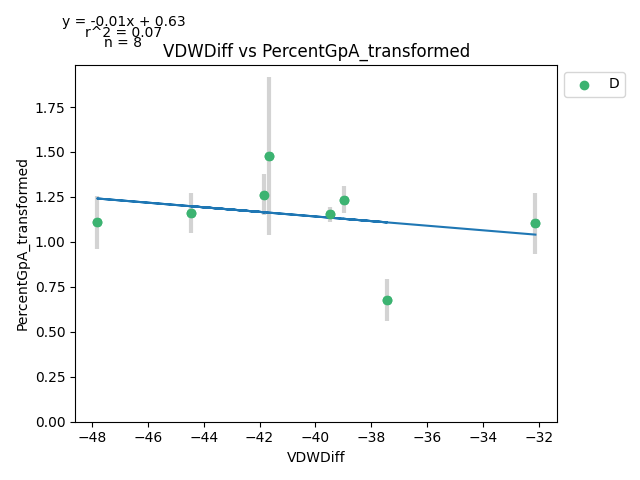 y = -0.01x + 0.63
r^2 = 0.07
n = 8
VDWDiff vs PercentGpA_transformed
D
PercentGpA_transformed
1.75
1.50
1.25
1.00
0.75
0.50
0.25
0.00
−48 −46 −44 −42 −40 −38 −36 −34 −32
VDWDiff